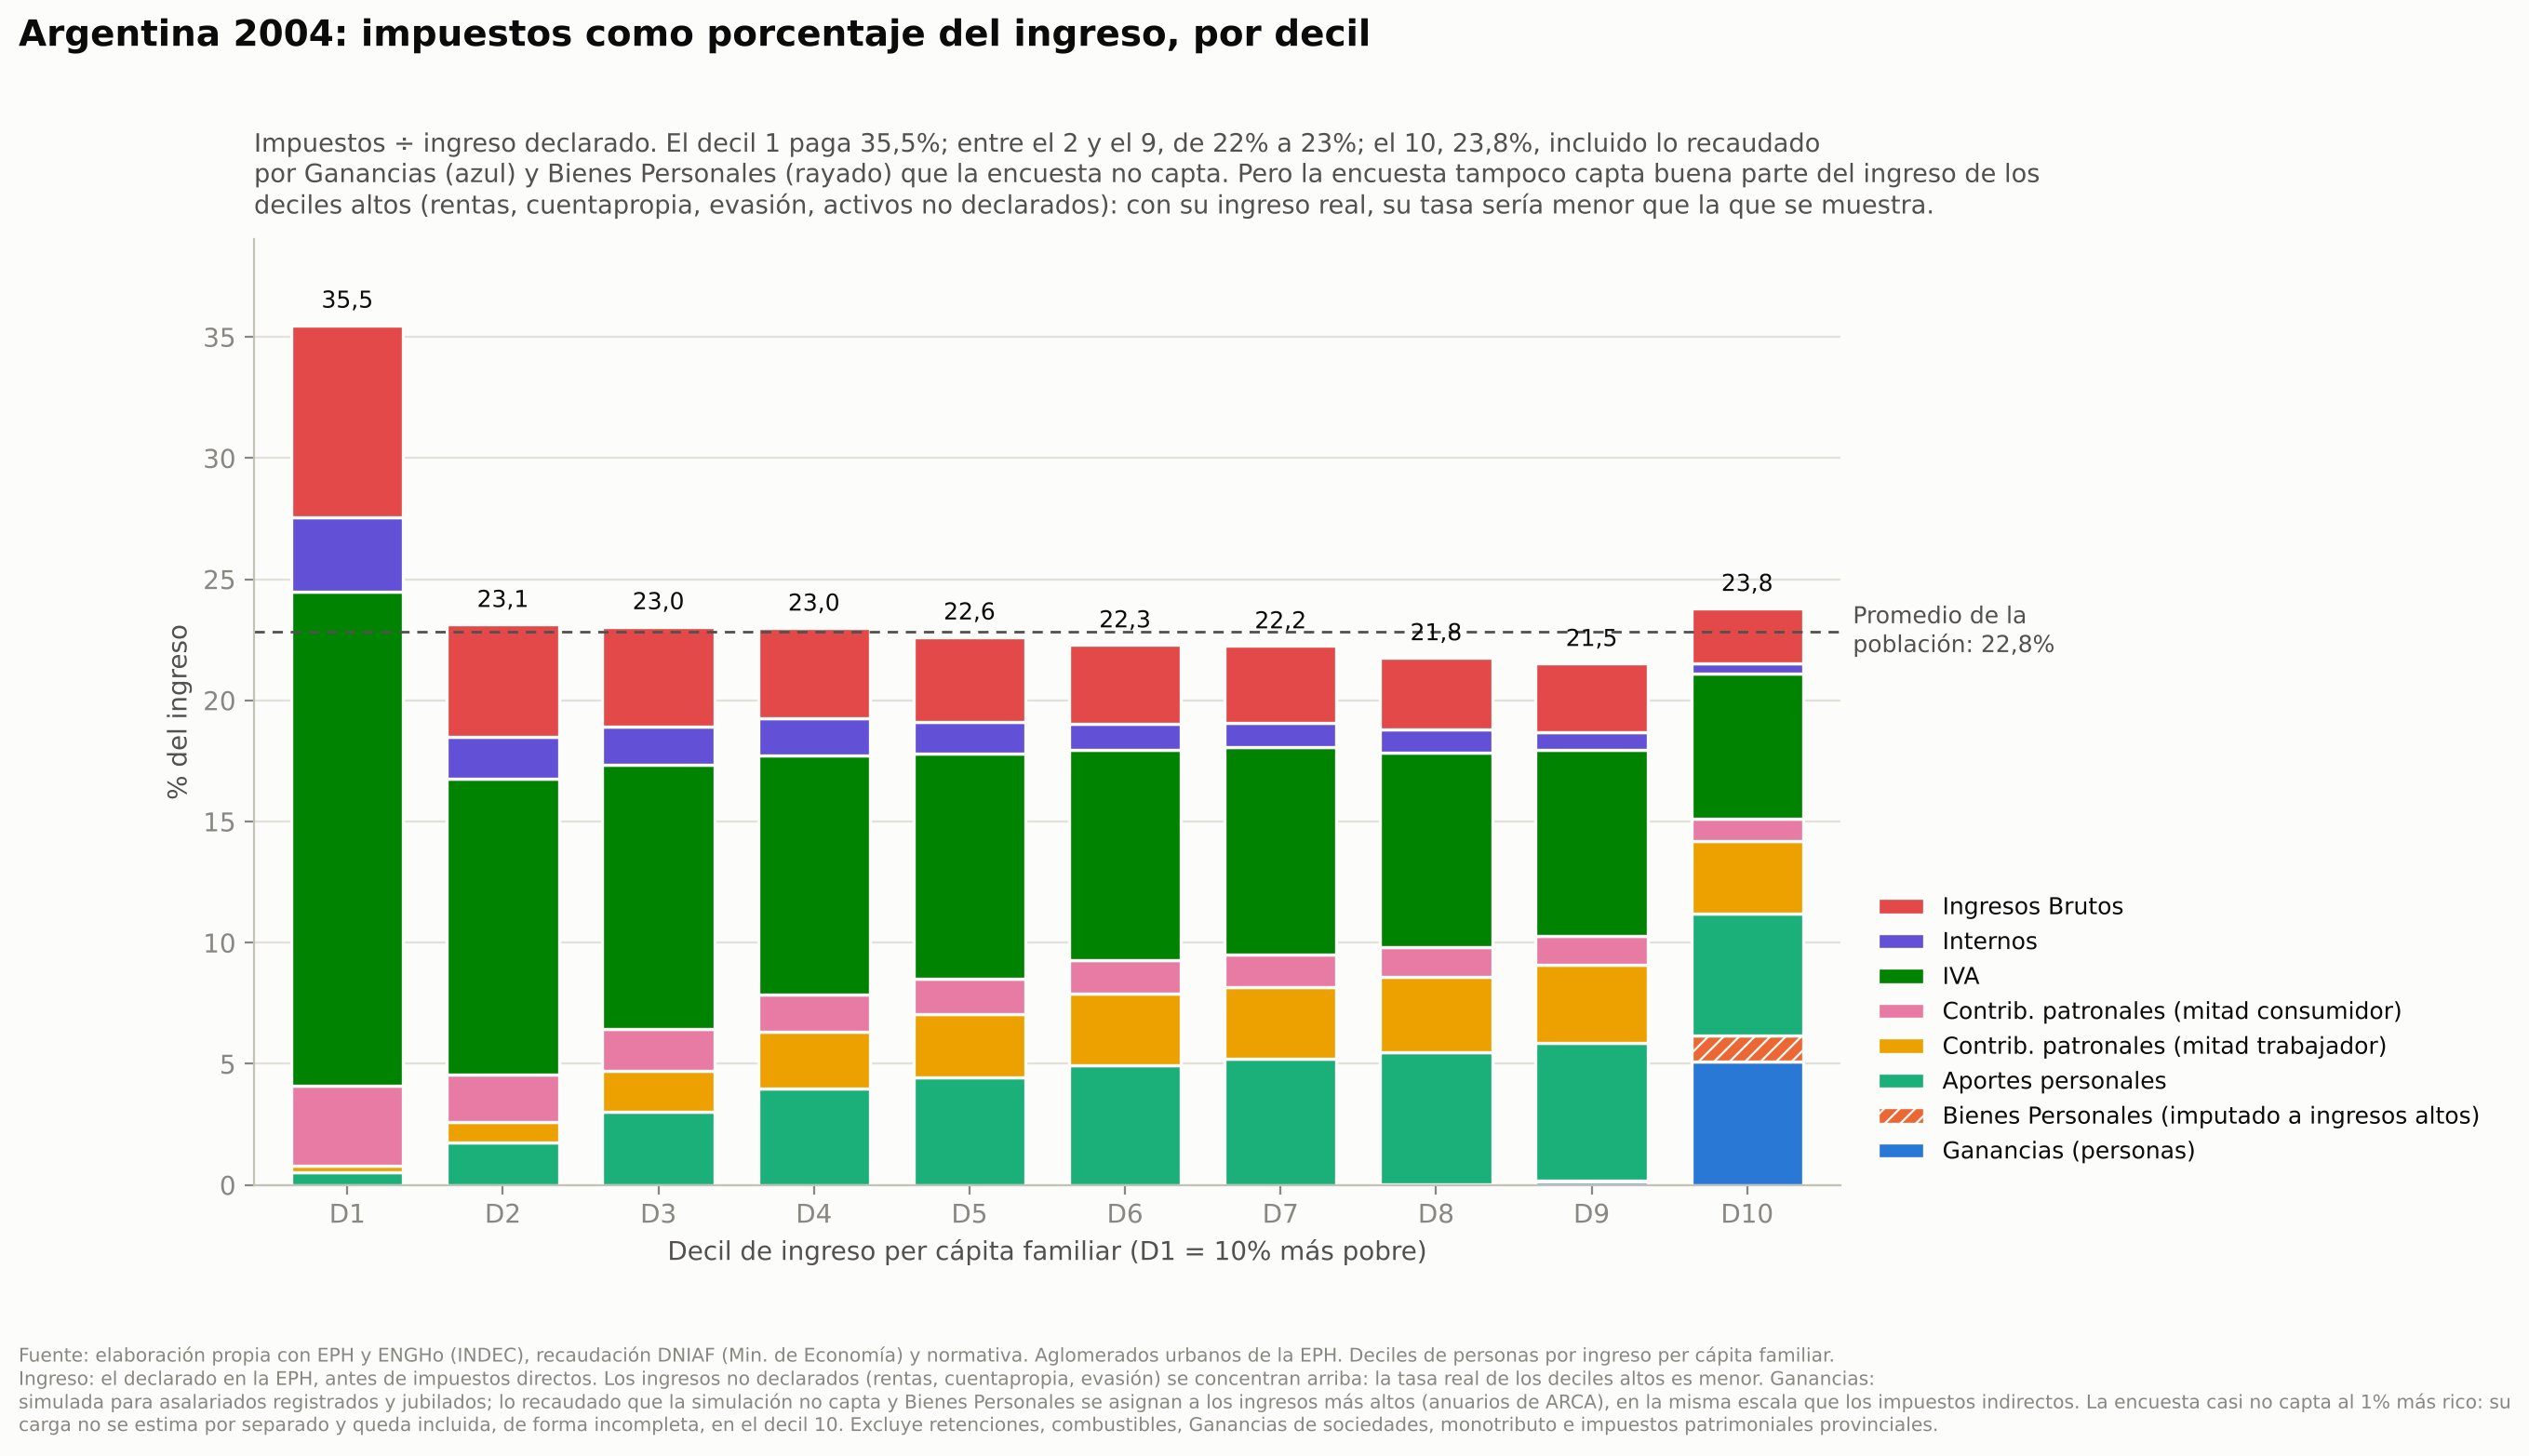 Argentina 2004: impuestos como porcentaje del ingreso, por decil
Impuestos ÷ ingreso declarado. El decil 1 paga 35,5%; entre el 2 y el 9, de 22% a 23%; el 10, 23,8%, incluido lo recaudado
por Ganancias (azul) y Bienes Personales (rayado) que la encuesta no capta. Pero la encuesta tampoco capta buena parte del ingreso de los
deciles altos (rentas, cuentapropia, evasión, activos no declarados): con su ingreso real, su tasa sería menor que la que se muestra.
% del ingreso
35
30
25
20
15
10
5
0
35,5
23,1
23,0
23,0
22,6
22,3
22,2
21,8
21,5
23,8
Promedio de la
población: 22,8%
Ingresos Brutos
Internos
IVA
Contrib. patronales (mitad consumidor)
Contrib. patronales (mitad trabajador)
Aportes personales
Bienes Personales (imputado a ingresos altos)
Ganancias (personas)
D1 D2 D3 D4 D5 D6 D7 D8 D9 D10
Decil de ingreso per cápita familiar (D1 = 10% más pobre)
Fuente: elaboración propia con EPH y ENGHo (INDEC), recaudación DNIAF (Min. de Economía) y normativa. Aglomerados urbanos de la EPH. Deciles de personas por ingreso per cápita familiar.
Ingreso: el declarado en la EPH, antes de impuestos directos. Los ingresos no declarados (rentas, cuentapropia, evasión) se concentran arriba: la tasa real de los deciles altos es menor. Ganancias:
simulada para asalariados registrados y jubilados; lo recaudado que la simulación no capta y Bienes Personales se asignan a los ingresos más altos (anuarios de ARCA), en la misma escala que los impuestos indirectos. La encuesta casi no capta al 1% más rico: su
carga no se estima por separado y queda incluida, de forma incompleta, en el decil 10. Excluye retenciones, combustibles, Ganancias de sociedades, monotributo e impuestos patrimoniales provinciales.